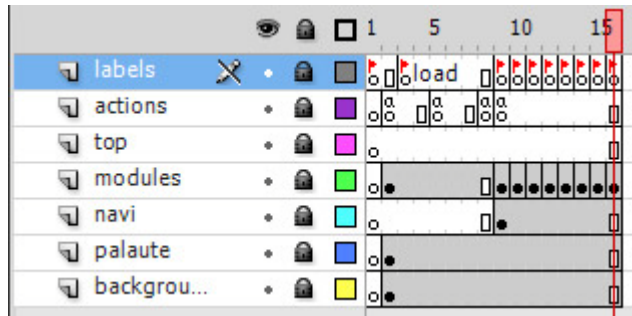 1 5 10 15
labels load
actions
top
modules
navi
palaute
backgrou...